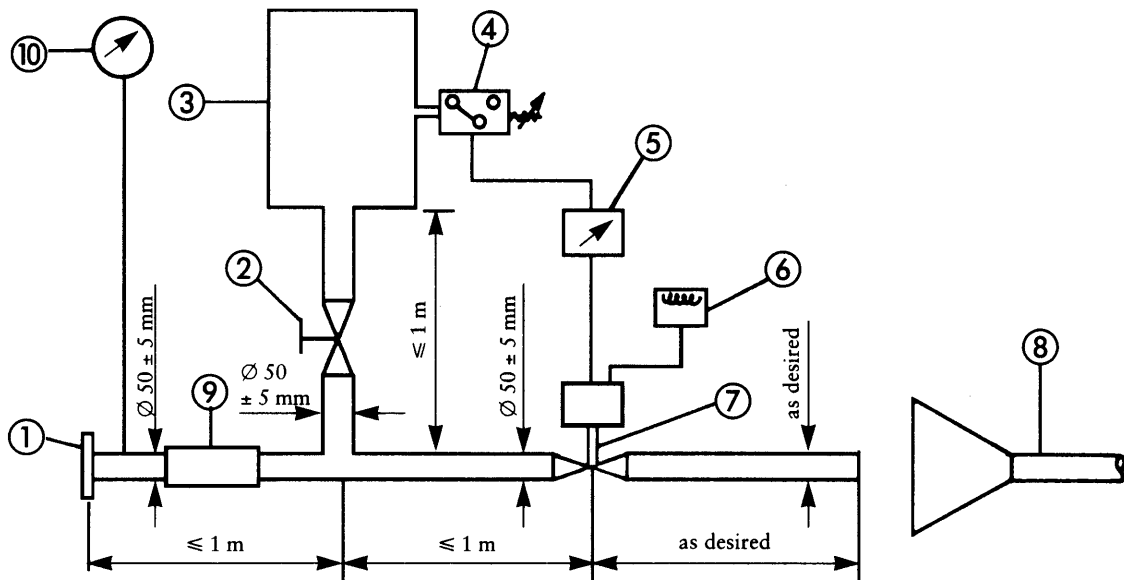 ⑩
④
③
⑤
②
⑥
Ø 50 ± 5 mm
Ø 50
± 5 mm
≤ 1 m
Ø 50 ± 5 mm
as desired
⑧
⑨
⑦
①
≤ 1 m
≤ 1 m
as desired